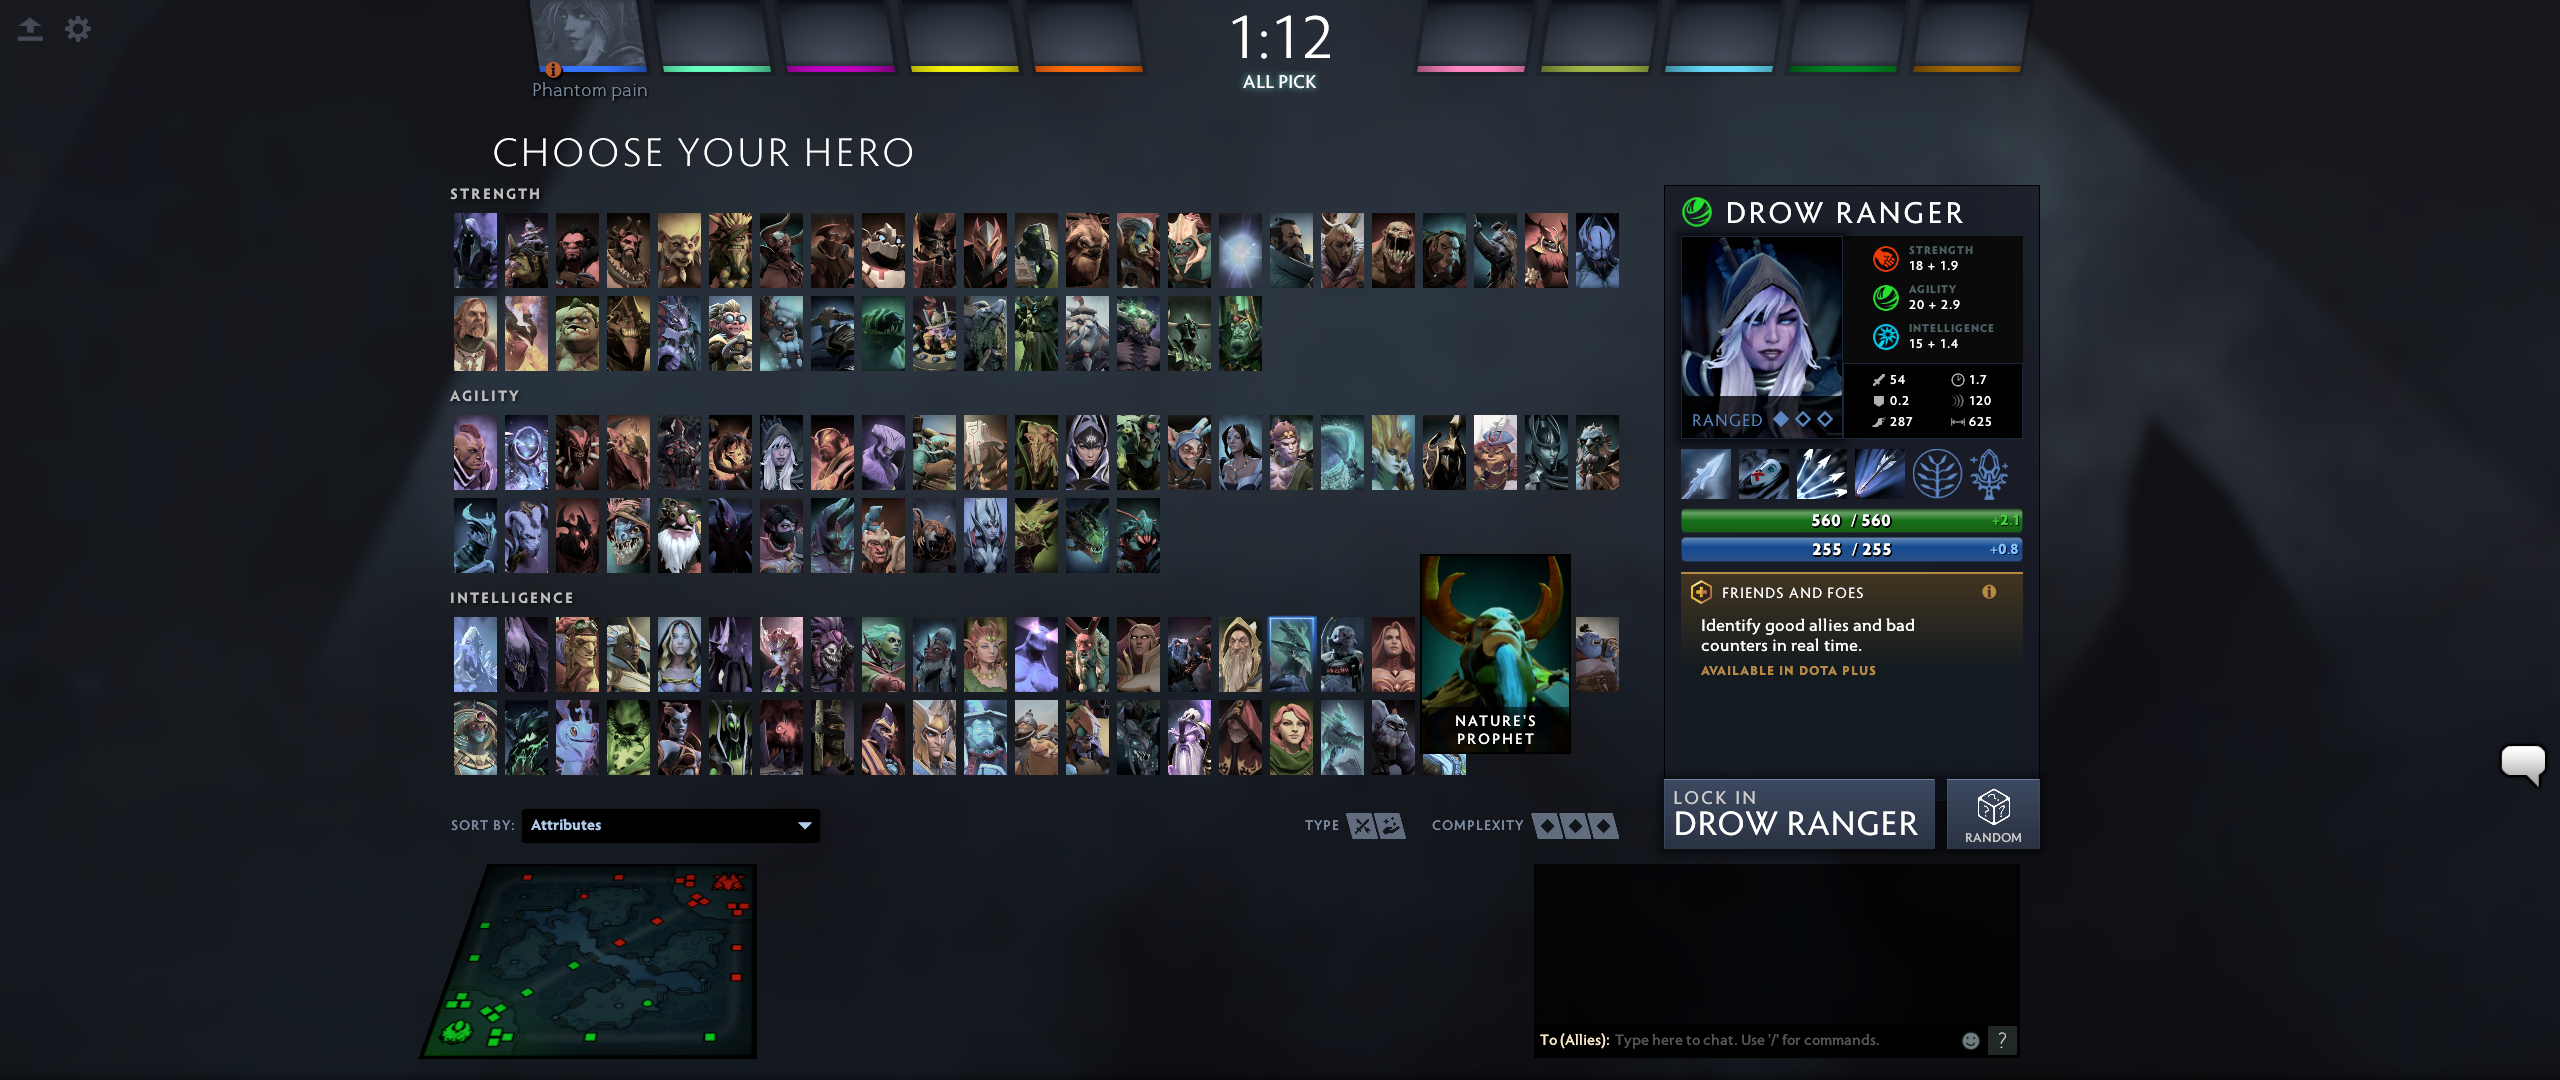 1:12
ALL PICK
Phantom pain
CHOOSE YOUR HERO
STRENGTH
AGILITY
INTELLIGENCE
NATURE'S
PROPHET
SORT BY: Attributes
TYPE
COMPLEXITY
DROW RANGER
STRENGTH
18 + 1.9
AGILITY
20 + 2.9
INTELLIGENCE
15 + 1.4
RANGED
54 1.7
0.2 120
287 625
560 / 560 +2.1
255 / 255 +0.8
FRIENDS AND FOES
Identify good allies and bad
counters in real time.
AVAILABLE IN DOTA PLUS
LOCK IN
DROW RANGER
RANDOM
To (Allies): Type here to chat. Use '/' for commands.
?